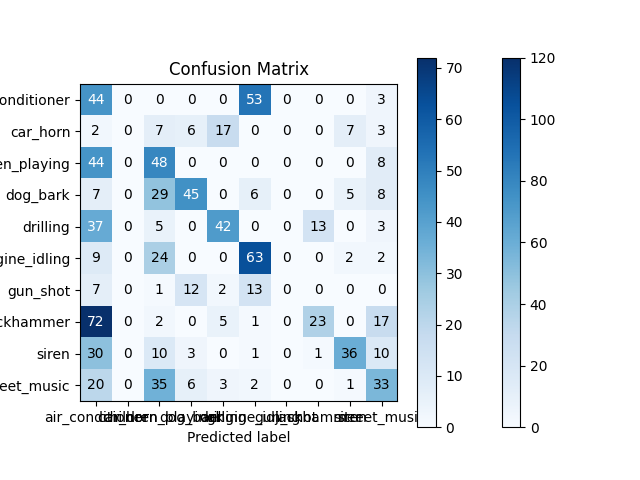 Confusion Matrix
onditioner 44 0 0 0 0 53 0 0 0 3
car_horn 2 0 7 6 17 0 0 0 7 3
en_playing 44 0 48 0 0 0 0 0 0 8
dog_bark 7 0 29 45 0 6 0 0 5 8
drilling 37 0 5 0 42 0 0 13 0 3
gine_idling 9 0 24 0 0 63 0 0 2 2
gun_shot 7 0 1 12 2 13 0 0 0 0
ckhammer 72 0 2 0 5 1 0 23 0 17
siren 30 0 10 3 0 1 0 1 36 10
eet_music 20 0 35 6 3 2 0 0 1 33
Predicted label
70
60
50
40
30
20
10
0
120
100
80
60
40
20
0